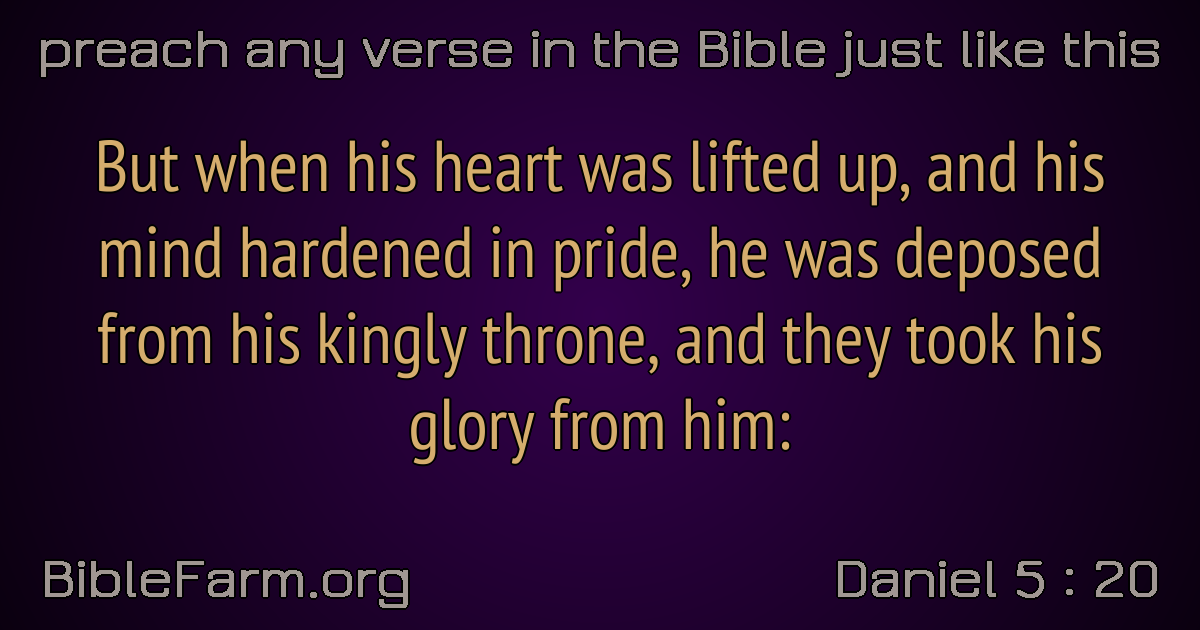 preach any verse in the Bible just like this
But when his heart was lifted up, and his
mind hardened in pride, he was deposed
from his kingly throne, and they took his
glory from him:
BibleFarm.org
Daniel 5 : 20